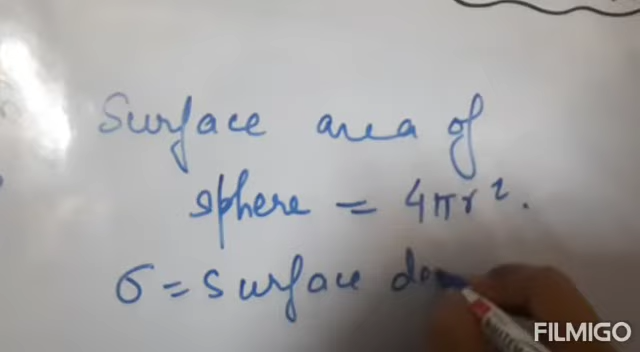 Surface area of
sphere = 4πr².
σ = Surface
FILMIGO